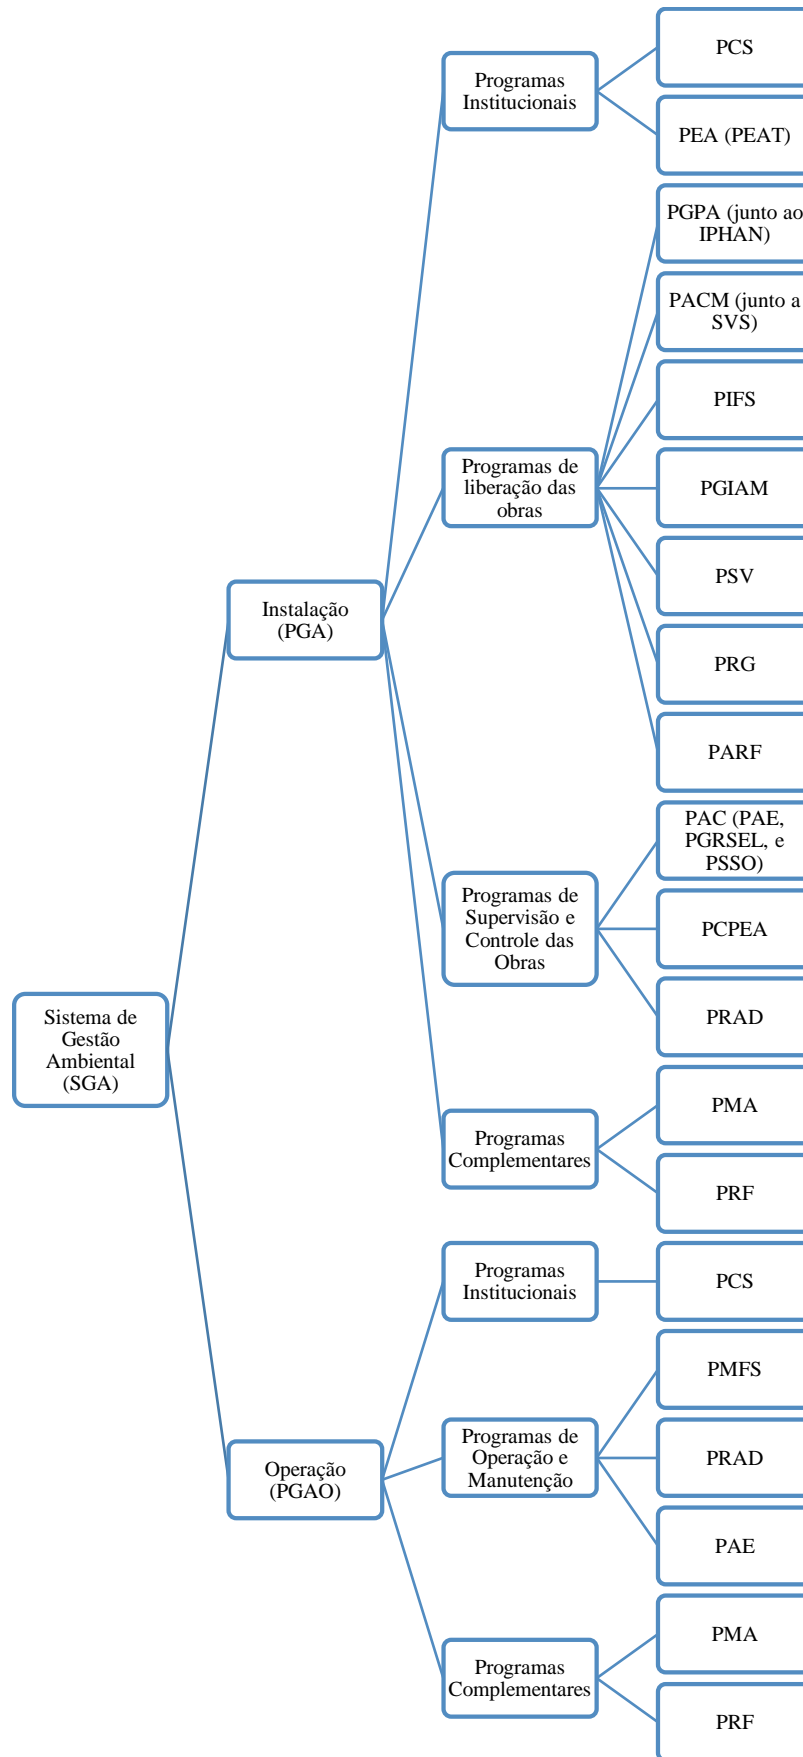 PCS
Programas
Institucionais
PEA (PEAT)
PGPA (junto ao
IPHAN)
PACM (junto a
SVS)
PIFS
Programas de
liberação das
obras
PGIAM
PSV
Instalação
(PGA)
PRG
PARF
PAC (PAE,
PGRSEL, e
PSSO)
Programas de
Supervisão e
Controle das
Obras
PCPEA
PRAD
Sistema de
Gestão
Ambiental
(SGA)
PMA
Programas
Complementares
PRF
Programas
Institucionais
PCS
PMFS
Programas de
Operação e
Manutenção
PRAD
Operação
(PGAO)
PAE
PMA
Programas
Complementares
PRF